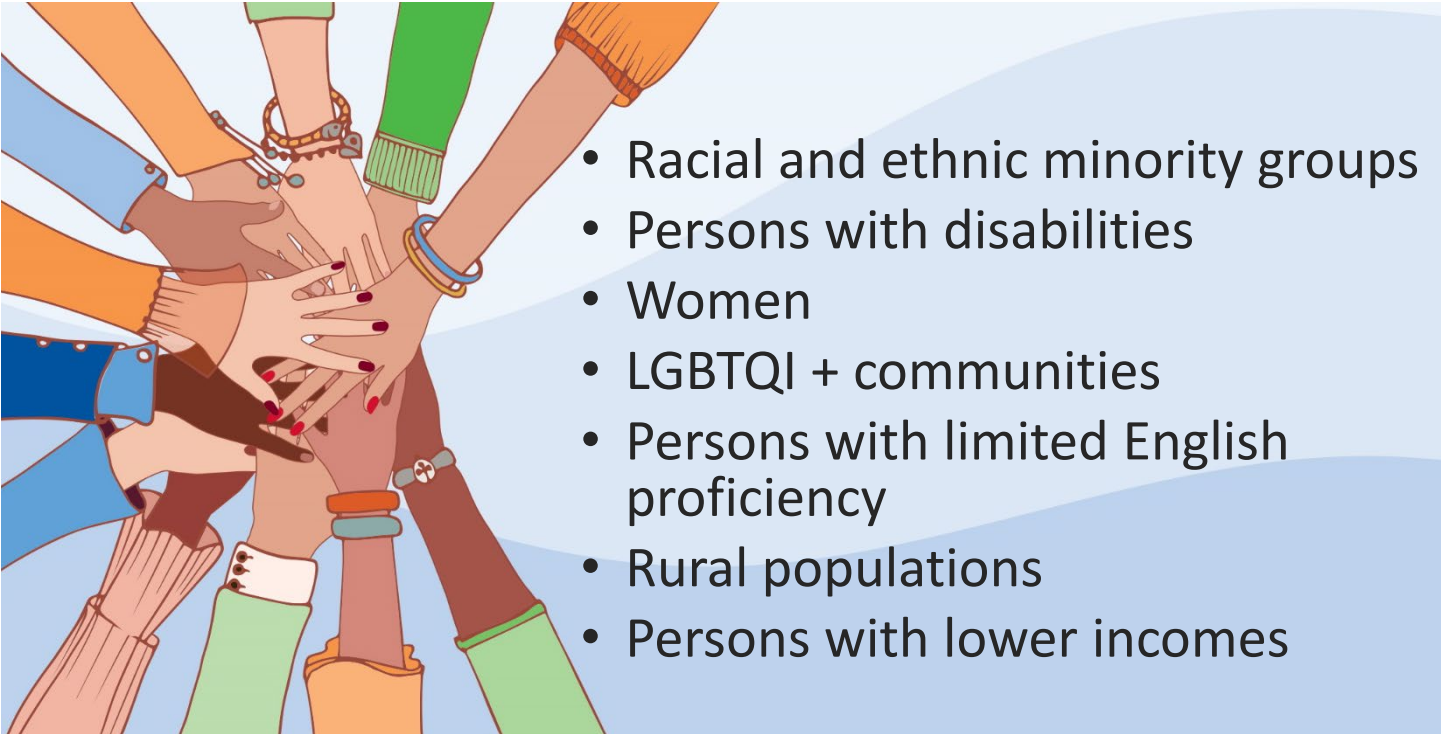 • Racial and ethnic minority groups
• Persons with disabilities
• Women
• LGBTQI + communities
• Persons with limited English
proficiency
• Rural populations
• Persons with lower incomes